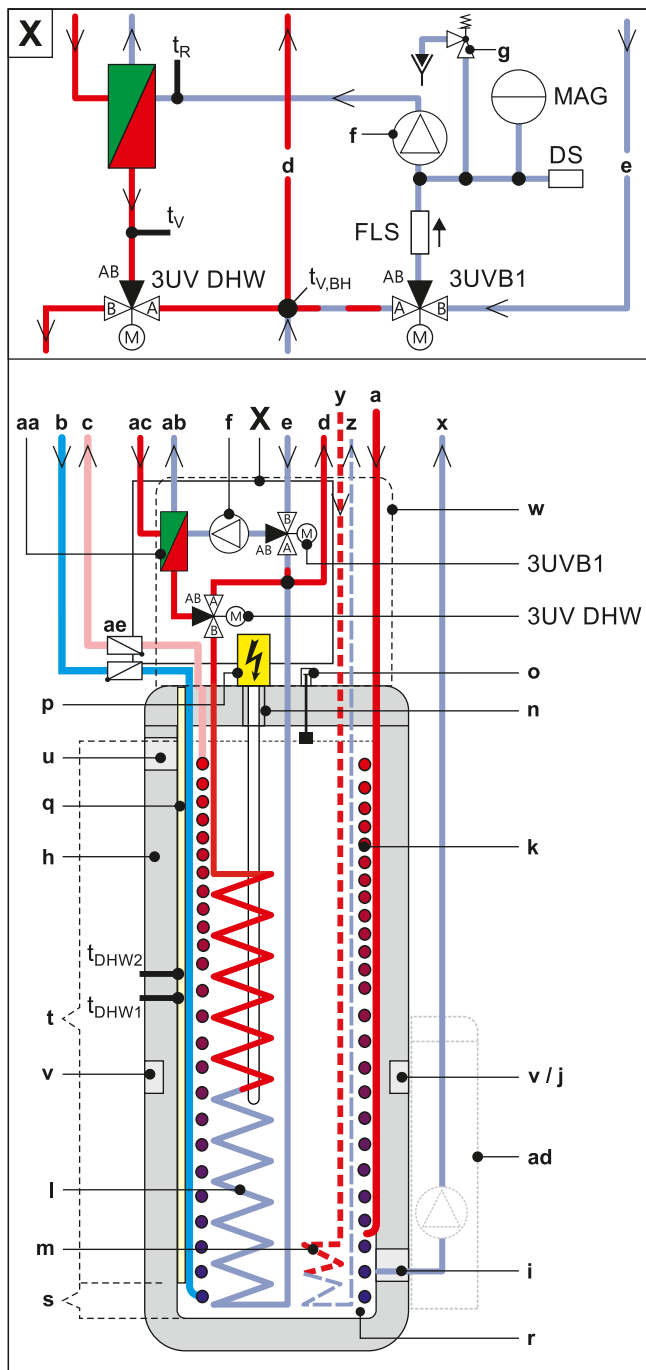 X
t_R
g
MAG
f
d
DS
e
FLS
t_V
AB
3UV DHW
t_V,BH
AB
3UVB1
B
A
A
B
M
M
y
a
aa
b
c
ac
ab
f
X
e
d
z
x
B
M
w
AB
A
3UVB1
AB
A
M
3UV DHW
B
ae
o
p
n
u
q
h
k
t_DHW2
t_DHW1
t
v
v / j
ad
l
m
i
s
r